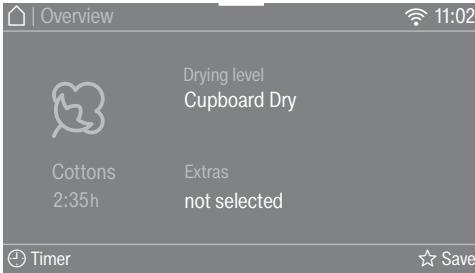 | Overview 11:02
Drying level
Cupboard Dry
Cottons
2:35h
Extras
not selected
Timer Save